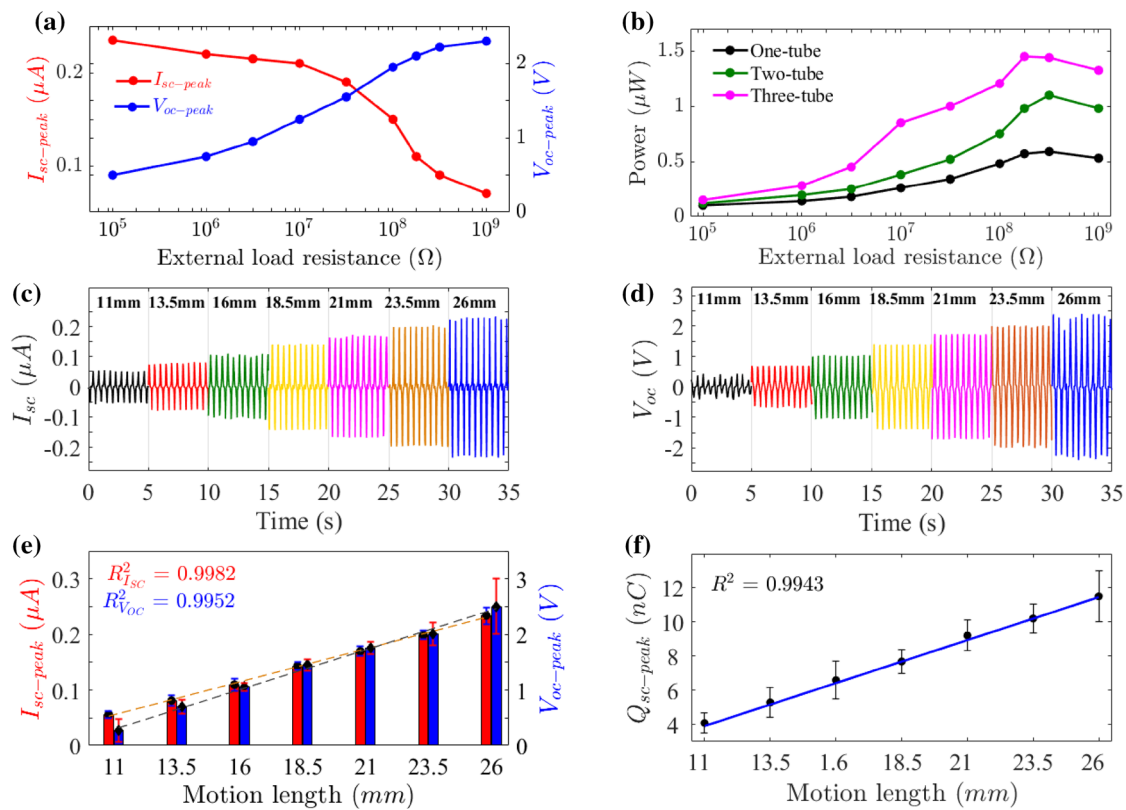 (a)
I_sc−peak (μA)
0.2
0.1
I_sc−peak
V_oc−peak
2
1
0
V_oc−peak (V)
10^5 10^6 10^7 10^8 10^9
External load resistance (Ω)
(b)
Power (μW)
1.5
1
0.5
0
One-tube
Two-tube
Three-tube
10^5 10^6 10^7 10^8 10^9
External load resistance (Ω)
(c)
I_sc (μA)
11mm 13.5mm 16mm 18.5mm 21mm 23.5mm 26mm
0.2
0.1
0
-0.1
-0.2
0 5 10 15 20 25 30 35
Time (s)
(d)
V_oc (V)
11mm 13.5mm 16mm 18.5mm 21mm 23.5mm 26mm
3
2
1
0
-1
-2
0 5 10 15 20 25 30 35
Time (s)
(e)
I_sc−peak (μA)
R²_I_SC = 0.9982
R²_V_OC = 0.9952
0.3
0.2
0.1
0
3
2
1
0
V_oc−peak (V)
11 13.5 16 18.5 21 23.5 26
Motion length (mm)
(f)
Q_sc−peak (nC)
R² = 0.9943
12
10
8
6
4
11 13.5 1.6 18.5 21 23.5 26
Motion length (mm)